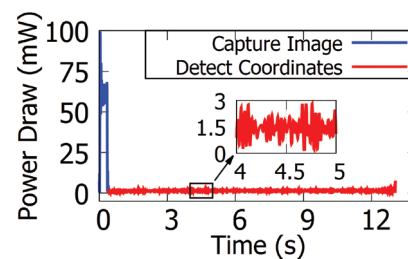 100
75
50
25
0
Power Draw (mW)
Capture Image
Detect Coordinates
3
1.5
0
4 4.5 5
0 3 6 9 12
Time (s)